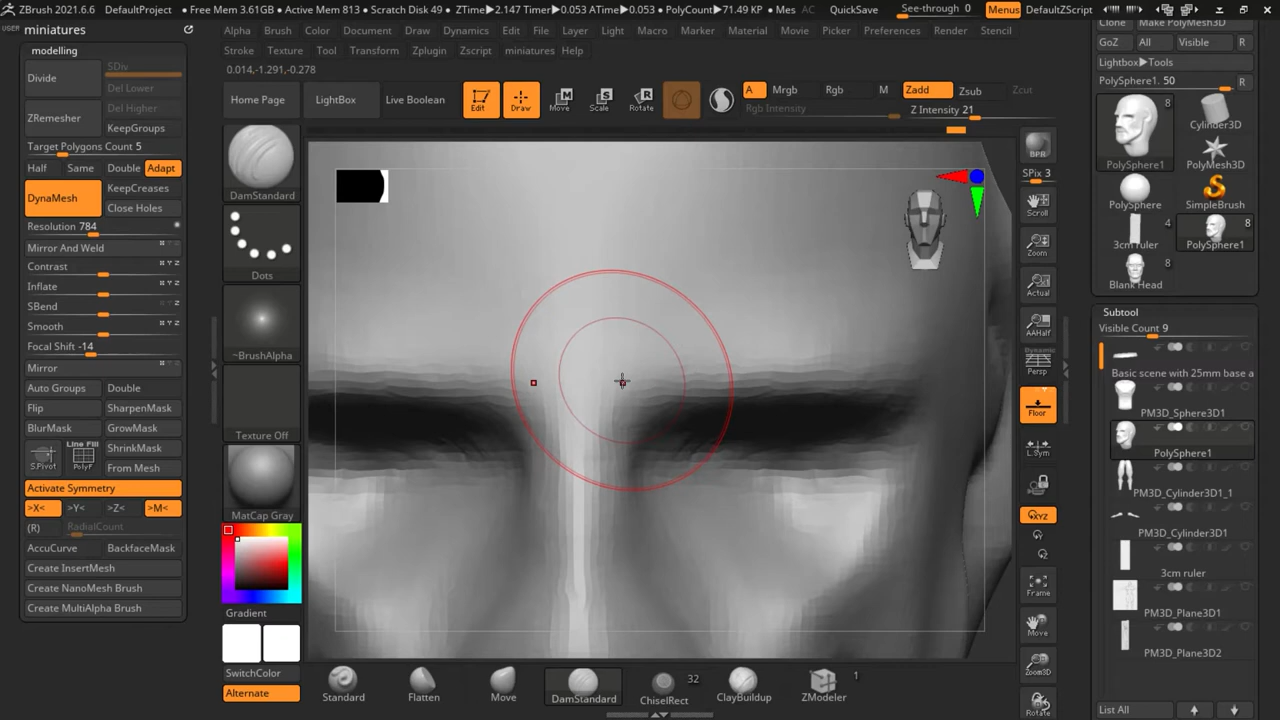 ZBrush 2021.6.6 DefaultProject • Free Mem 3.61GB • Active Mem 813 • Scratch Disk 49 • ZTime▶2.147 Timer▶0.053 ATime▶0.053 • PolyCount▶71.49 KP • Mes AC QuickSave See-through 0 Menus DefaultZScript
USER miniatures
Alpha Brush Color Document Draw Dynamics Edit File Layer Light Macro Marker Material Movie Picker Preferences Render Stencil
Stroke Texture Tool Transform Zplugin Zscript miniatures Help
0.014,-1.291,-0.278
modelling
Divide
SDiv
Del Lower
Del Higher
ZRemesher
KeepGroups
Target Polygons Count 5
Half Same Double Adapt
DynaMesh
KeepCreases
Close Holes
Resolution 784
Mirror And Weld
Contrast
Inflate
SBend
Smooth
Focal Shift -14
Mirror
Auto Groups Double
Flip SharpenMask
BlurMask GrowMask
S.Pivot
Line Fill
PolyF
ShrinkMask
From Mesh
Activate Symmetry
>X< >Y< >Z< >M<
(R) RadialCount
AccuCurve BackfaceMask
Create InsertMesh
Create NanoMesh Brush
Create MultiAlpha Brush
Home Page LightBox Live Boolean
Edit Draw Move Scale Rotate
A Mrgb Rgb M Zadd Zsub Zcut
Rgb Intensity Z Intensity 21
DamStandard
Dots
~BrushAlpha
Texture Off
MatCap Gray
Gradient
SwitchColor
Alternate
BPR
SPix 3
Scroll
Zoom
Actual
AAHalf
Dynamic
Persp
Floor
L.Sym
XYZ
Frame
Move
Zoom3D
Rotate
Standard Flatten Move DamStandard ChiselRect 32 ClayBuildup ZModeler 1
Clone Make PolyMesh3D
GoZ All Visible R
Lightbox▶Tools
PolySphere1. 50 R
8
PolySphere1
Cylinder3D
PolyMesh3D
PolySphere
SimpleBrush
4
3cm ruler
8
PolySphere1
8
Blank Head
Subtool
Visible Count 9
Basic scene with 25mm base a
PM3D_Sphere3D1
PolySphere1
PM3D_Cylinder3D1_1
PM3D_Cylinder3D1
3cm ruler
PM3D_Plane3D1
PM3D_Plane3D2
List All